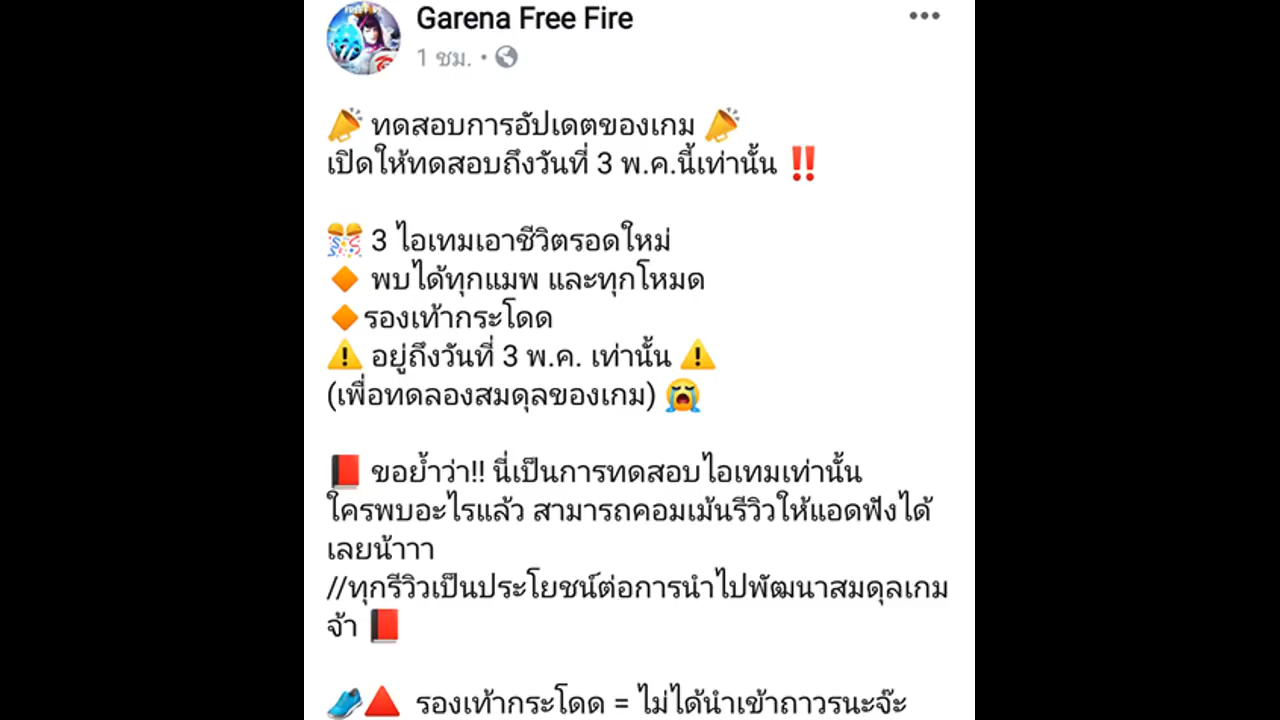 Garena Free Fire
1 ชม. •
📣 ทดสอบการอัปเดตของเกม 📣
เปิดให้ทดสอบถึงวันที่ 3 พ.ค.นี้เท่านั้น ‼️
🎊 3 ไอเทมเอาชีวิตรอดใหม่
🔶 พบได้ทุกแมพ และทุกโหมด
🔶รองเท้ากระโดด
⚠️ อยู่ถึงวันที่ 3 พ.ค. เท่านั้น ⚠️
(เพื่อทดลองสมดุลของเกม) 😭
📕 ขอย้ำว่า!! นี่เป็นการทดสอบไอเทมเท่านั้น
ใครพบอะไรแล้ว สามารถคอมเม้นรีวิวให้แอดฟังได้
เลยน้าาา
//ทุกรีวิวเป็นประโยชน์ต่อการนำไปพัฒนาสมดุลเกม
จ้า 📕
👟🔺 รองเท้ากระโดด = ไม่ได้นำเข้าถาวรนะจ๊ะ